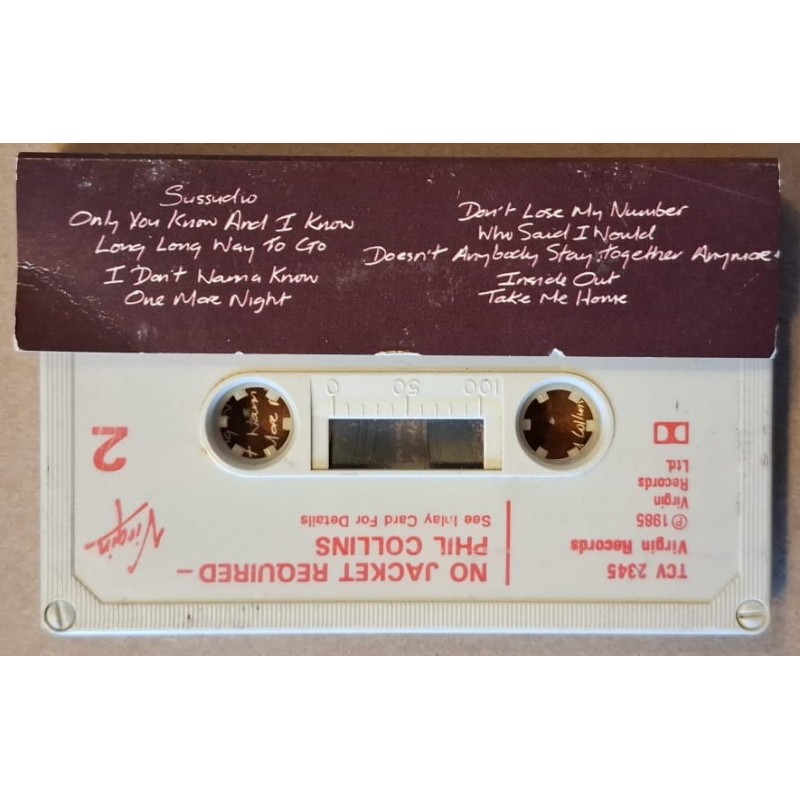 Sussudio
Only You Know And I Know
Long Long Way To Go
I Don't Wanna Know
One More Night
Don't Lose My Number
Who Said I Would
Doesn't Anybody Stay together Anymore
Inside Out
Take Me Home
TCV 2345
Virgin Records
℗ 1985
Virgin
Records
Ltd.
NO JACKET REQUIRED –
PHIL COLLINS
See Inlay Card For Details
Virgin
2
100 50 0